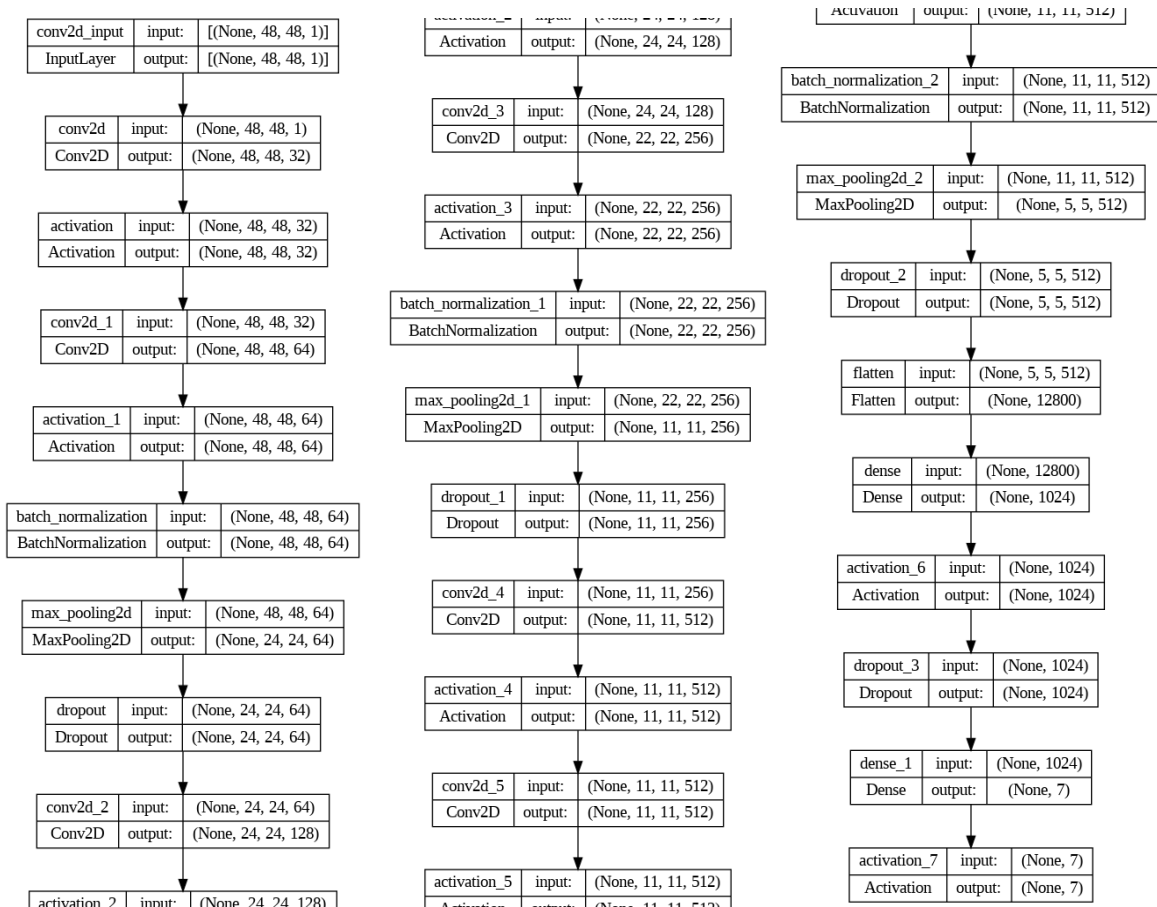 conv2d_input input: [(None, 48, 48, 1)]
InputLayer output: [(None, 48, 48, 1)]
conv2d input: (None, 48, 48, 1)
Conv2D output: (None, 48, 48, 32)
activation input: (None, 48, 48, 32)
Activation output: (None, 48, 48, 32)
conv2d_1 input: (None, 48, 48, 32)
Conv2D output: (None, 48, 48, 64)
activation_1 input: (None, 48, 48, 64)
Activation output: (None, 48, 48, 64)
batch_normalization input: (None, 48, 48, 64)
BatchNormalization output: (None, 48, 48, 64)
max_pooling2d input: (None, 48, 48, 64)
MaxPooling2D output: (None, 24, 24, 64)
dropout input: (None, 24, 24, 64)
Dropout output: (None, 24, 24, 64)
conv2d_2 input: (None, 24, 24, 64)
Conv2D output: (None, 24, 24, 128)
activation_2 input: (None, 24, 24, 128)
activation_2 input: (None, 24, 24, 128)
Activation output: (None, 24, 24, 128)
conv2d_3 input: (None, 24, 24, 128)
Conv2D output: (None, 22, 22, 256)
activation_3 input: (None, 22, 22, 256)
Activation output: (None, 22, 22, 256)
batch_normalization_1 input: (None, 22, 22, 256)
BatchNormalization output: (None, 22, 22, 256)
max_pooling2d_1 input: (None, 22, 22, 256)
MaxPooling2D output: (None, 11, 11, 256)
dropout_1 input: (None, 11, 11, 256)
Dropout output: (None, 11, 11, 256)
conv2d_4 input: (None, 11, 11, 256)
Conv2D output: (None, 11, 11, 512)
activation_4 input: (None, 11, 11, 512)
Activation output: (None, 11, 11, 512)
conv2d_5 input: (None, 11, 11, 512)
Conv2D output: (None, 11, 11, 512)
activation_5 input: (None, 11, 11, 512)
Activation output: (None, 11, 11, 512)
Activation output: (None, 11, 11, 512)
batch_normalization_2 input: (None, 11, 11, 512)
BatchNormalization output: (None, 11, 11, 512)
max_pooling2d_2 input: (None, 11, 11, 512)
MaxPooling2D output: (None, 5, 5, 512)
dropout_2 input: (None, 5, 5, 512)
Dropout output: (None, 5, 5, 512)
flatten input: (None, 5, 5, 512)
Flatten output: (None, 12800)
dense input: (None, 12800)
Dense output: (None, 1024)
activation_6 input: (None, 1024)
Activation output: (None, 1024)
dropout_3 input: (None, 1024)
Dropout output: (None, 1024)
dense_1 input: (None, 1024)
Dense output: (None, 7)
activation_7 input: (None, 7)
Activation output: (None, 7)